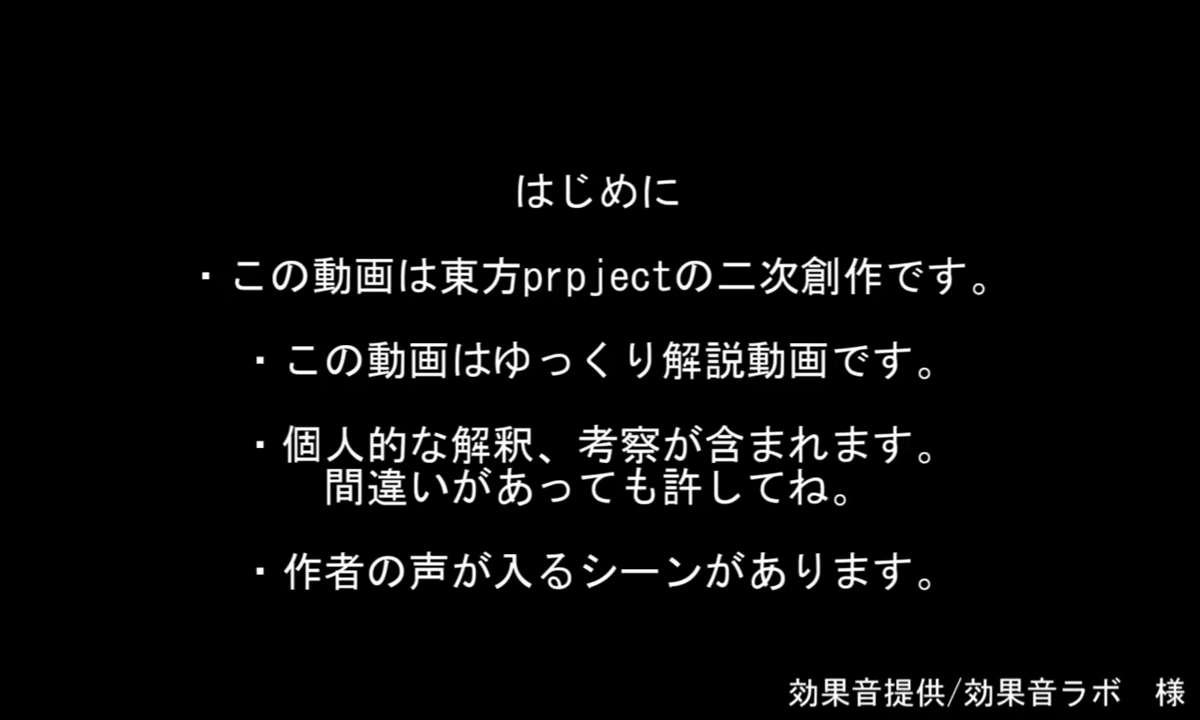 はじめに
・この動画は東方prpjectの二次創作です。
・この動画はゆっくり解説動画です。
・個人的な解釈、考察が含まれます。
間違いがあっても許してね。
・作者の声が入るシーンがあります。
効果音提供/効果音ラボ　様